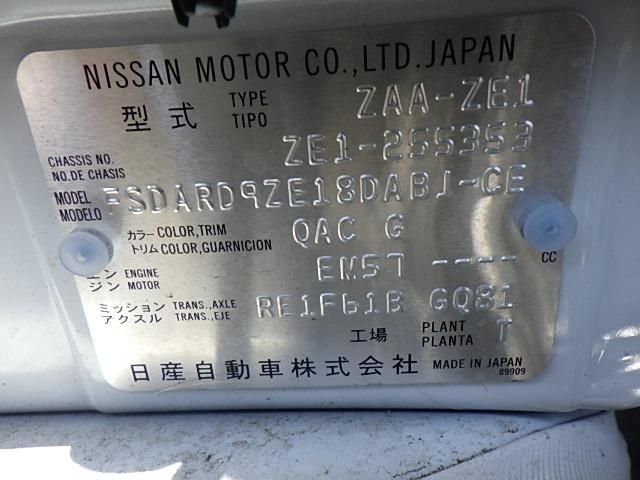 NISSAN MOTOR CO., LTD. JAPAN
型式 TYPE TIPO ZAA-ZE1
CHASSIS NO. NO. DE CHASIS ZE1-255353
MODEL MODELO FSDARD9ZE18DABJ-CE
カラー COLOR, TRIM トリム COLOR, GUARNICION QAC G
エンジン ENGINE MOTOR EM57 ---- CC
ミッション TRANS., AXLE アクスル TRANS., EJE RE1F61B GQ81
工場 PLANT PLANTA T
日産自動車株式会社 MADE IN JAPAN
89909